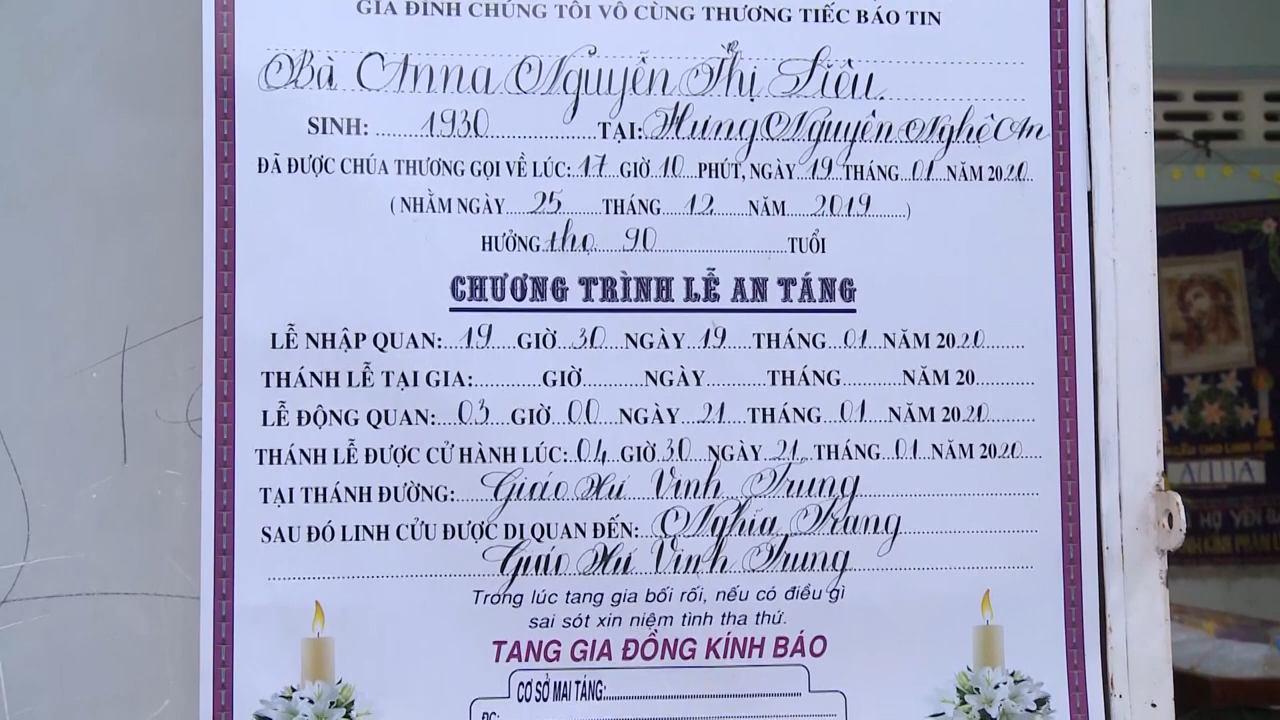 GIA ĐÌNH CHÚNG TÔI VÔ CÙNG THƯƠNG TIẾC BÁO TIN
Bà Anna Nguyễn Thị Liêu.
SINH: 1930 TẠI: Hưng Nguyên Nghệ An
ĐÃ ĐƯỢC CHÚA THƯƠNG GỌI VỀ LÚC: 17 GIỜ 10 PHÚT, NGÀY 19 THÁNG 01 NĂM 2020
( NHẰM NGÀY 25 THÁNG 12 NĂM 2019 )
HƯỞNG thọ 90 TUỔI
CHƯƠNG TRÌNH LỄ AN TÁNG
LỄ NHẬP QUAN: 19 GIỜ 30 NGÀY 19 THÁNG 01 NĂM 2020
THÁNH LỄ TẠI GIA: GIỜ NGÀY THÁNG NĂM 20
LỄ ĐỘNG QUAN: 03 GIỜ 00 NGÀY 21 THÁNG 01 NĂM 2020
THÁNH LỄ ĐƯỢC CỬ HÀNH LÚC: 04 GIỜ 30 NGÀY 21 THÁNG 01 NĂM 2020
TẠI THÁNH ĐƯỜNG: Giáo Xứ Vinh Trung
SAU ĐÓ LINH CỬU ĐƯỢC DI QUAN ĐẾN: Nghĩa Trang
Giáo Xứ Vinh Trung
Trong lúc tang gia bối rối, nếu có điều gì
sai sót xin niệm tình tha thứ.
TANG GIA ĐỒNG KÍNH BÁO
CƠ SỞ MAI TÁNG:
ĐC: